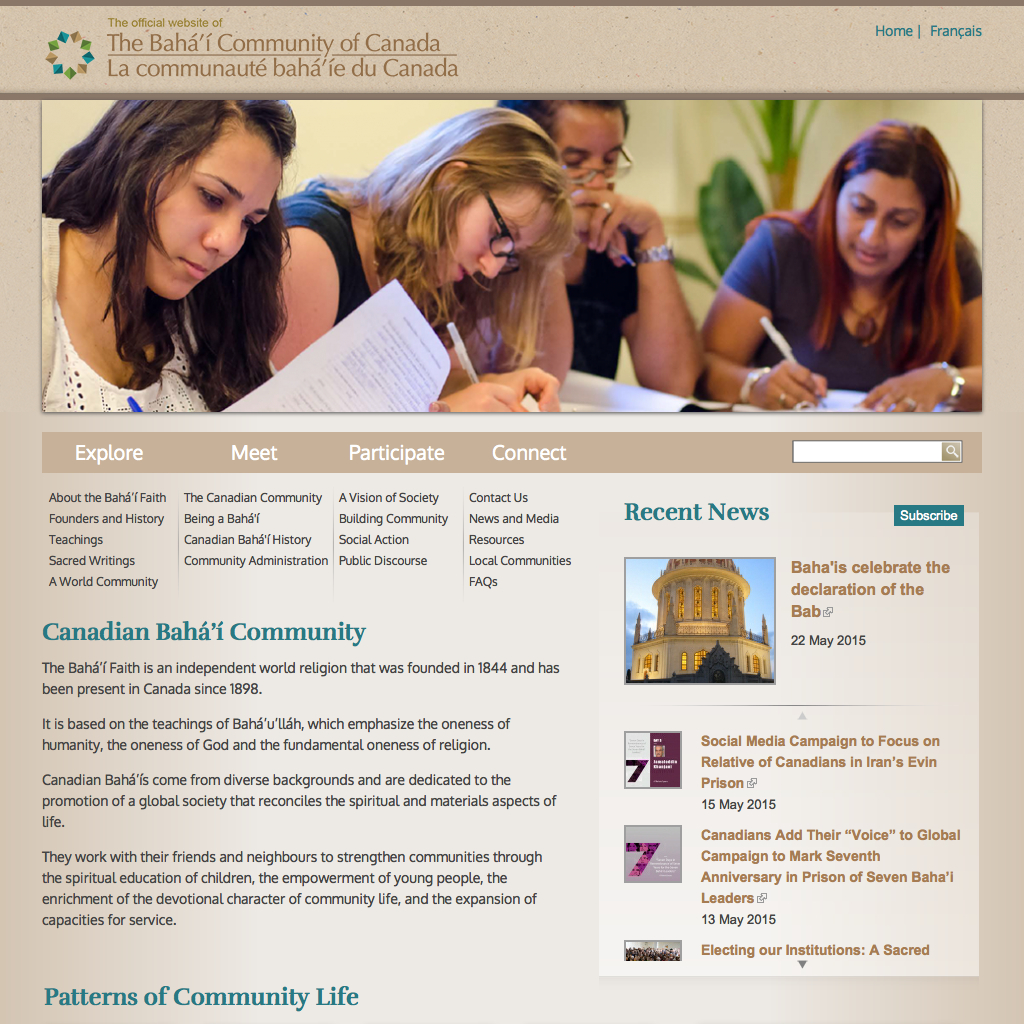 The official website of
The Bahá’í Community of Canada
La communauté bahá’íe du Canada
Home | Français
Explore Meet Participate Connect
About the Bahá’í Faith
Founders and History
Teachings
Sacred Writings
A World Community
The Canadian Community
Being a Bahá’í
Canadian Bahá'í History
Community Administration
A Vision of Society
Building Community
Social Action
Public Discourse
Contact Us
News and Media
Resources
Local Communities
FAQs
Canadian Bahá’í Community
The Bahá’í Faith is an independent world religion that was founded in 1844 and has
been present in Canada since 1898.
It is based on the teachings of Bahá’u’lláh, which emphasize the oneness of
humanity, the oneness of God and the fundamental oneness of religion.
Canadian Bahá’ís come from diverse backgrounds and are dedicated to the
promotion of a global society that reconciles the spiritual and materials aspects of
life.
They work with their friends and neighbours to strengthen communities through
the spiritual education of children, the empowerment of young people, the
enrichment of the devotional character of community life, and the expansion of
capacities for service.
Patterns of Community Life
Recent News
Subscribe
Baha'is celebrate the
declaration of the
Bab
22 May 2015
7
Social Media Campaign to Focus on
Relative of Canadians in Iran’s Evin
Prison
15 May 2015
7
Canadians Add Their “Voice” to Global
Campaign to Mark Seventh
Anniversary in Prison of Seven Baha’i
Leaders
13 May 2015
Electing our Institutions: A Sacred